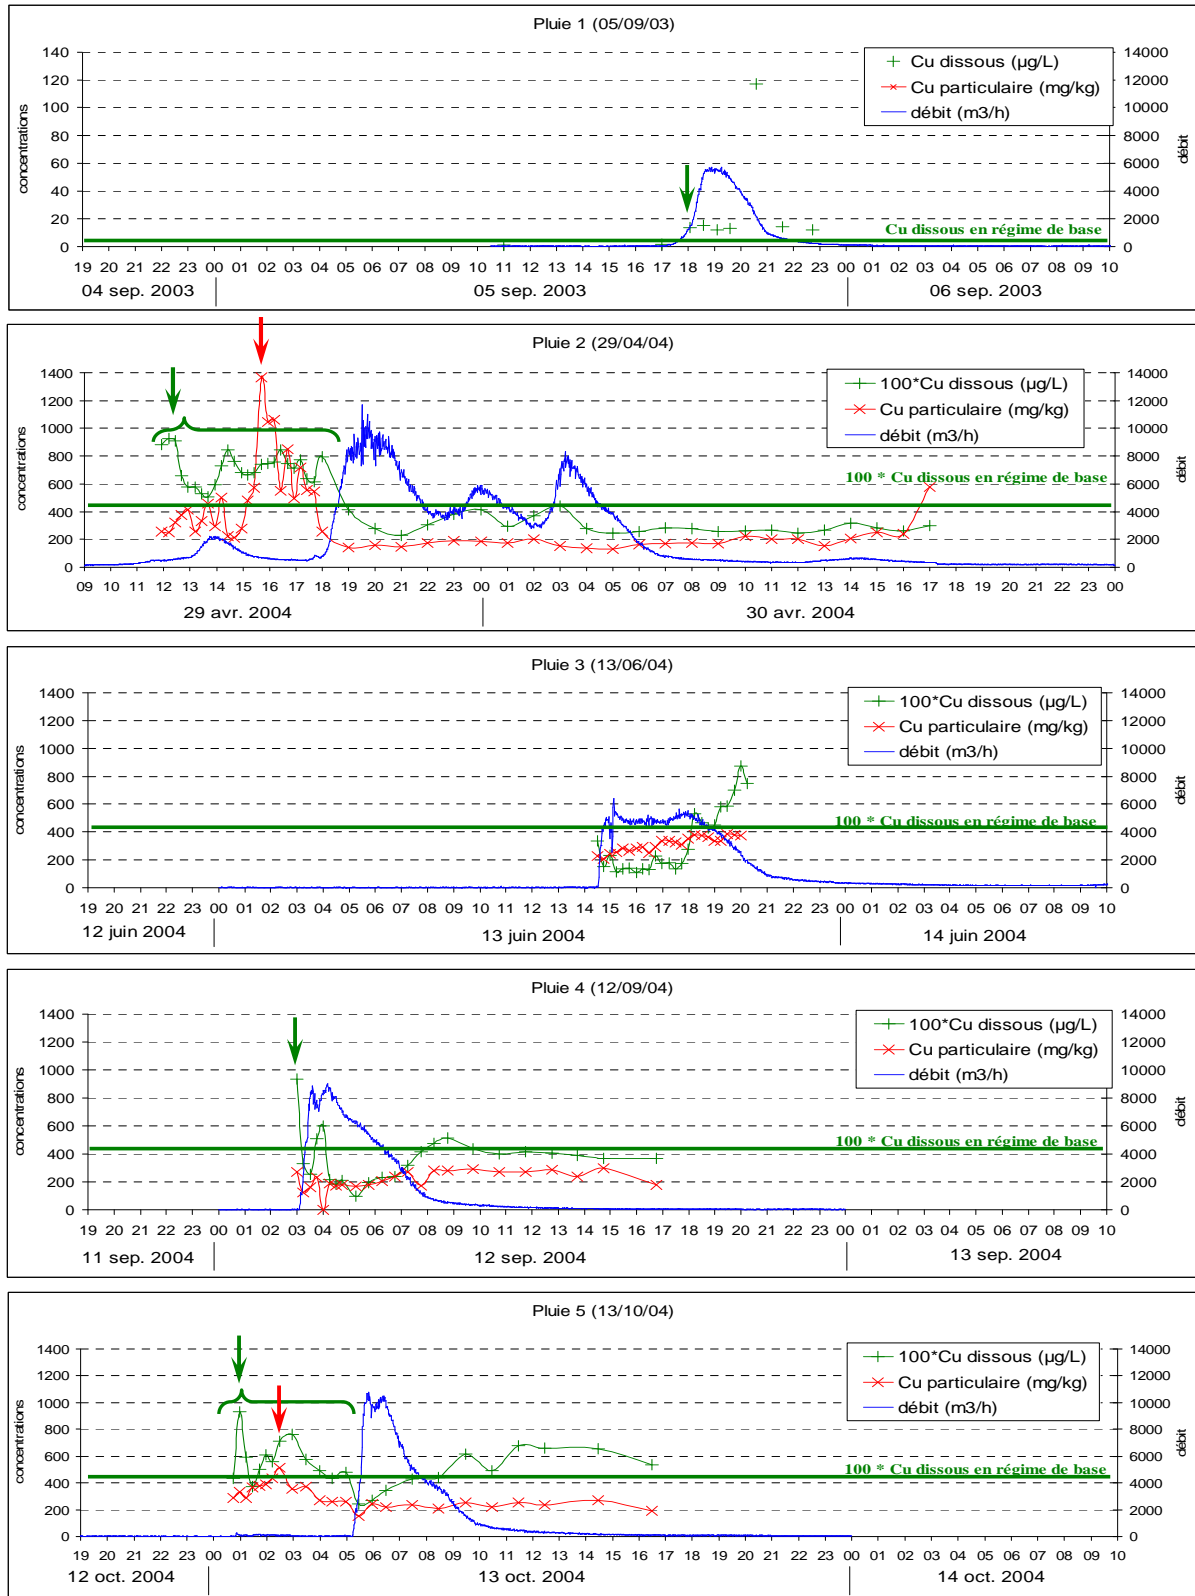 Pluie 1 (05/09/03)
140 120 100 80 60 40 20 0
concentrations
14000 12000 10000 8000 6000 4000 2000 0
débit
Cu dissous (µg/L)
Cu particulaire (mg/kg)
débit (m3/h)
Cu dissous en régime de base
19 20 21 22 23 00 01 02 03 04 05 06 07 08 09 10 11 12 13 14 15 16 17 18 19 20 21 22 23 00 01 02 03 04 05 06 07 08 09 10
04 sep. 2003 05 sep. 2003 06 sep. 2003
Pluie 2 (29/04/04)
1400 1200 1000 800 600 400 200 0
concentrations
14000 12000 10000 8000 6000 4000 2000 0
débit
100*Cu dissous (µg/L)
Cu particulaire (mg/kg)
débit (m3/h)
100 * Cu dissous en régime de base
09 10 11 12 13 14 15 16 17 18 19 20 21 22 23 00 01 02 03 04 05 06 07 08 09 10 11 12 13 14 15 16 17 18 19 20 21 22 23 00
29 avr. 2004 30 avr. 2004
Pluie 3 (13/06/04)
1400 1200 1000 800 600 400 200 0
concentrations
14000 12000 10000 8000 6000 4000 2000 0
débit
100*Cu dissous (µg/L)
Cu particulaire (mg/kg)
débit (m3/h)
100 * Cu dissous en régime de base
19 20 21 22 23 00 01 02 03 04 05 06 07 08 09 10 11 12 13 14 15 16 17 18 19 20 21 22 23 00 01 02 03 04 05 06 07 08 09 10
12 juin 2004 13 juin 2004 14 juin 2004
Pluie 4 (12/09/04)
1400 1200 1000 800 600 400 200 0
concentrations
14000 12000 10000 8000 6000 4000 2000 0
débit
100*Cu dissous (µg/L)
Cu particulaire (mg/kg)
débit (m3/h)
100 * Cu dissous en régime de base
19 20 21 22 23 00 01 02 03 04 05 06 07 08 09 10 11 12 13 14 15 16 17 18 19 20 21 22 23 00 01 02 03 04 05 06 07 08 09 10
11 sep. 2004 12 sep. 2004 13 sep. 2004
Pluie 5 (13/10/04)
1400 1200 1000 800 600 400 200 0
concentrations
14000 12000 10000 8000 6000 4000 2000 0
débit
100*Cu dissous (µg/L)
Cu particulaire (mg/kg)
débit (m3/h)
100 * Cu dissous en régime de base
19 20 21 22 23 00 01 02 03 04 05 06 07 08 09 10 11 12 13 14 15 16 17 18 19 20 21 22 23 00 01 02 03 04 05 06 07 08 09 10
12 oct. 2004 13 oct. 2004 14 oct. 2004